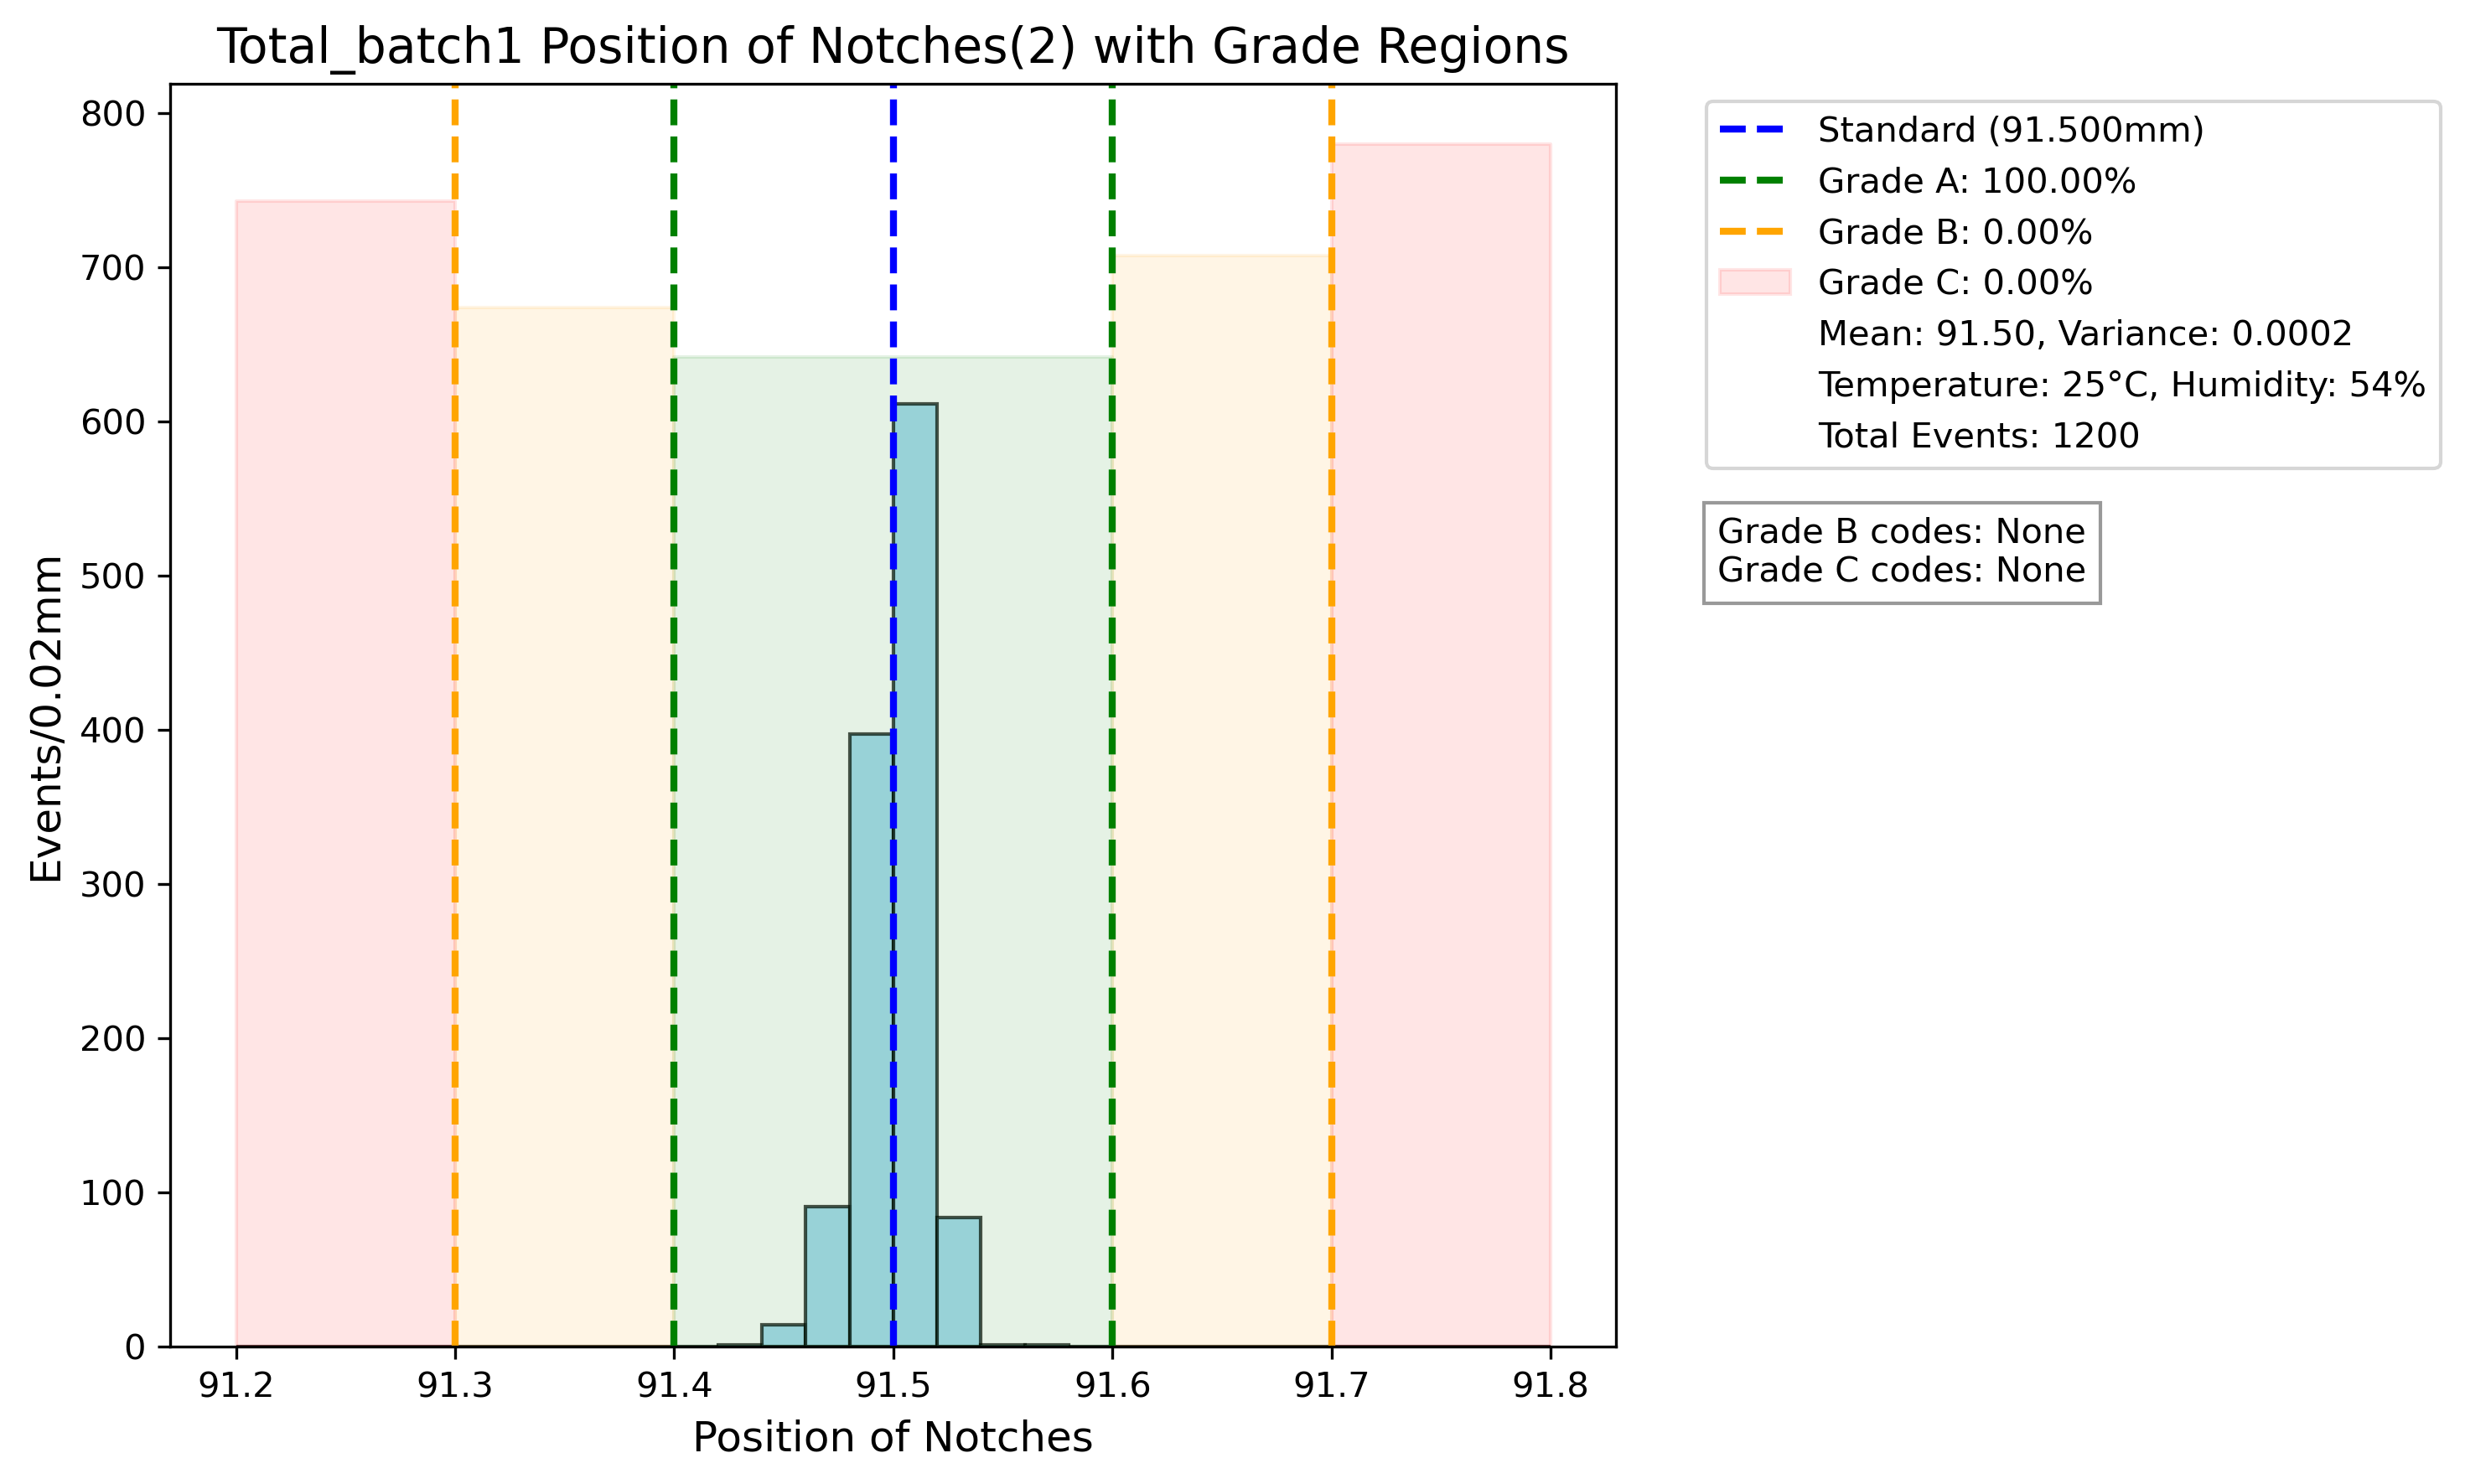 Total_batch1 Position of Notches(2) with Grade Regions
800
700
600
500
400
300
200
100
0
Events/0.02mm
91.2
91.3
91.4
91.5
91.6
91.7
91.8
Position of Notches
Standard (91.500mm)
Grade A: 100.00%
Grade B: 0.00%
Grade C: 0.00%
Mean: 91.50, Variance: 0.0002
Temperature: 25°C, Humidity: 54%
Total Events: 1200
Grade B codes: None
Grade C codes: None